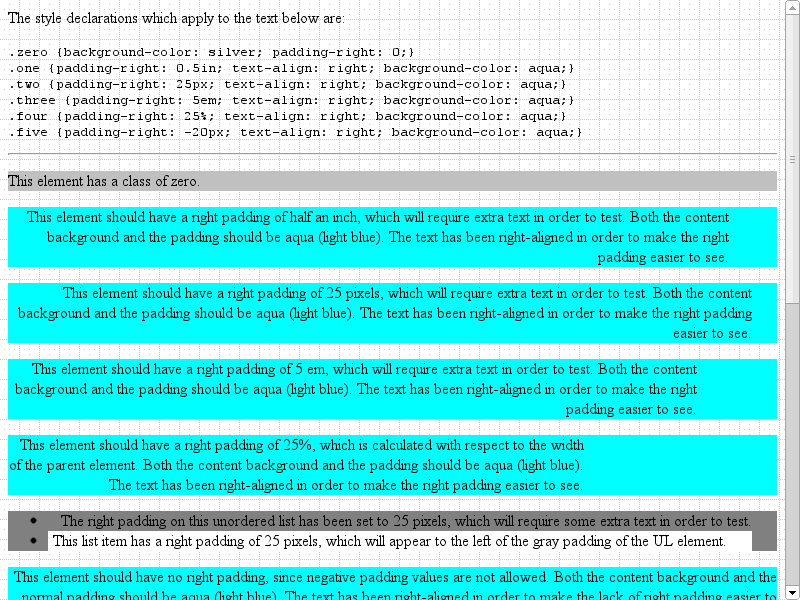 The style declarations which apply to the text below are:
.zero {background-color: silver; padding-right: 0;}
.one {padding-right: 0.5in; text-align: right; background-color: aqua;}
.two {padding-right: 25px; text-align: right; background-color: aqua;}
.three {padding-right: 5em; text-align: right; background-color: aqua;}
.four {padding-right: 25%; text-align: right; background-color: aqua;}
.five {padding-right: -20px; text-align: right; background-color: aqua;}
This element has a class of zero.
This element should have a right padding of half an inch, which will require extra text in order to test. Both the content
background and the padding should be aqua (light blue). The text has been right-aligned in order to make the right
padding easier to see.
This element should have a right padding of 25 pixels, which will require extra text in order to test. Both the content
background and the padding should be aqua (light blue). The text has been right-aligned in order to make the right padding
easier to see.
This element should have a right padding of 5 em, which will require extra text in order to test. Both the content
background and the padding should be aqua (light blue). The text has been right-aligned in order to make the right
padding easier to see.
This element should have a right padding of 25%, which is calculated with respect to the width
of the parent element. Both the content background and the padding should be aqua (light blue).
The text has been right-aligned in order to make the right padding easier to see.
• The right padding on this unordered list has been set to 25 pixels, which will require some extra text in order to test.
• This list item has a right padding of 25 pixels, which will appear to the left of the gray padding of the UL element.
This element should have no right padding, since negative padding values are not allowed. Both the content background and the
normal padding should be aqua (light blue). The text has been right-aligned in order to make the lack of right padding easier to